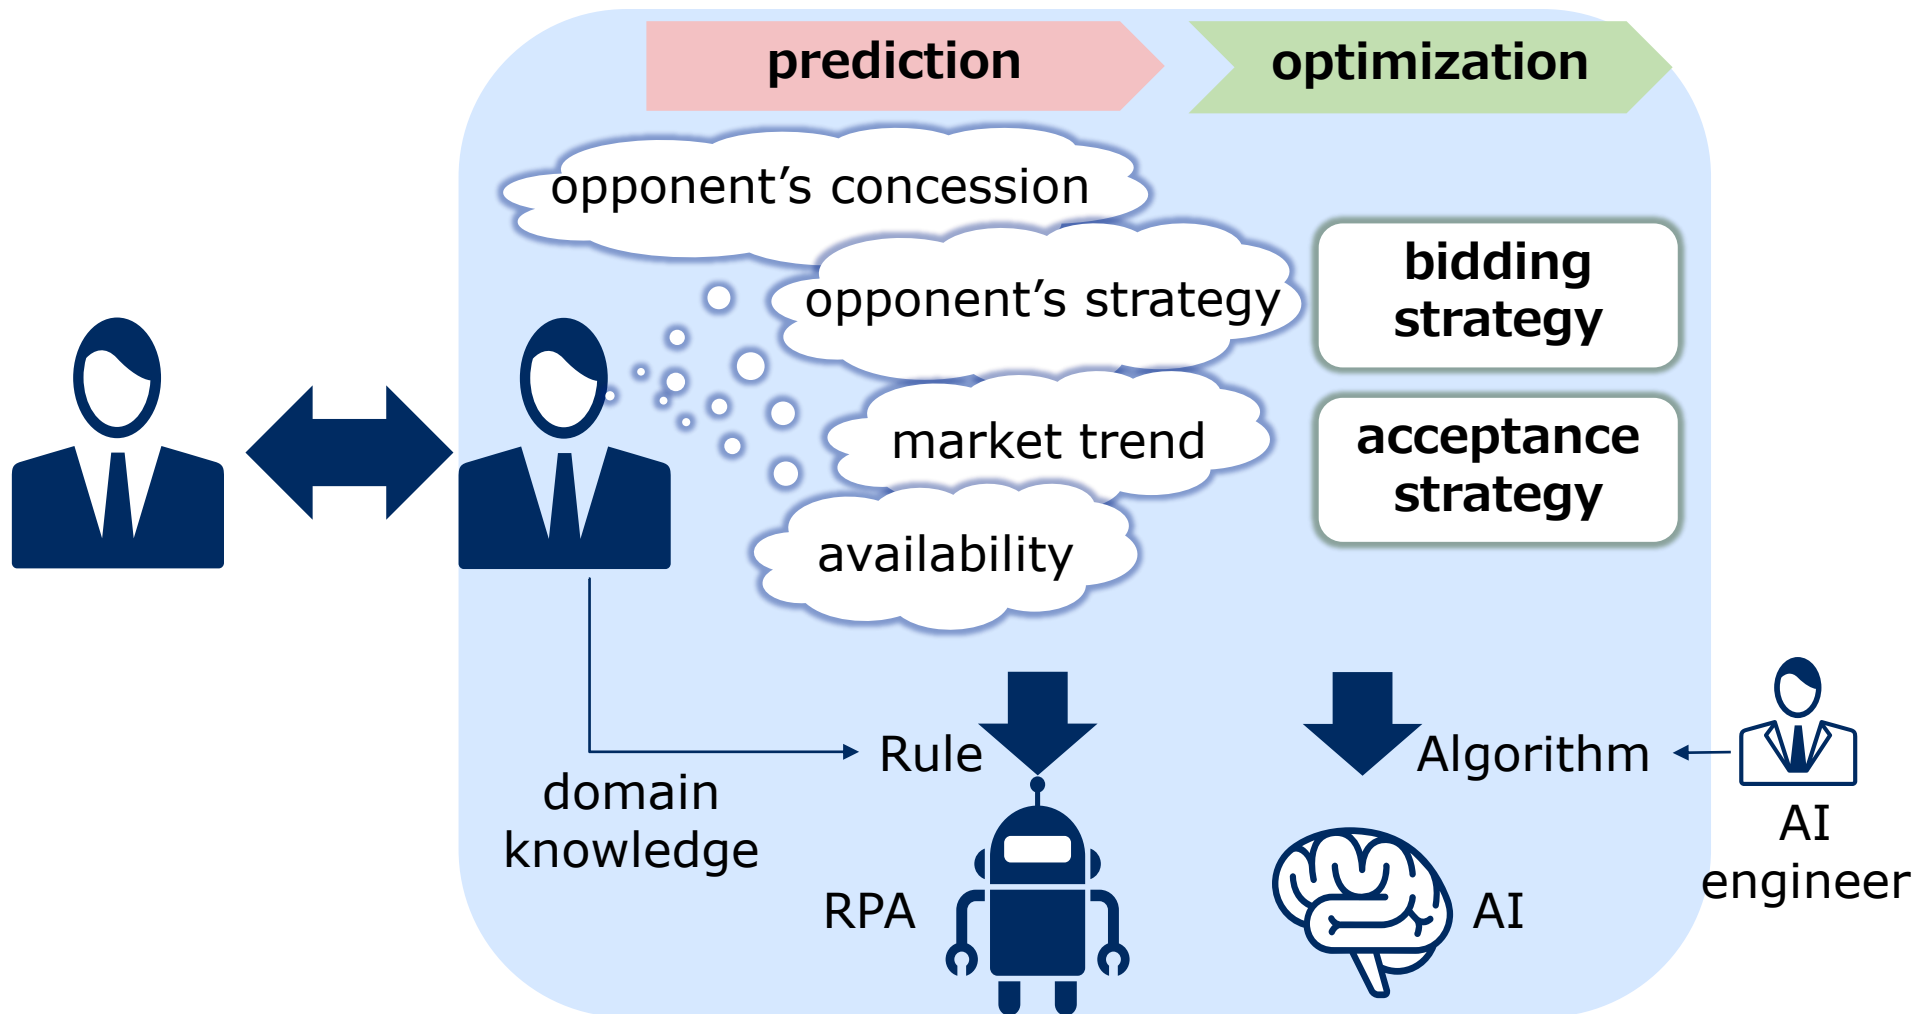 prediction
optimization
opponent’s concession
opponent’s strategy
market trend
availability
bidding
strategy
acceptance
strategy
Rule
Algorithm
domain
knowledge
RPA
AI
AI
engineer